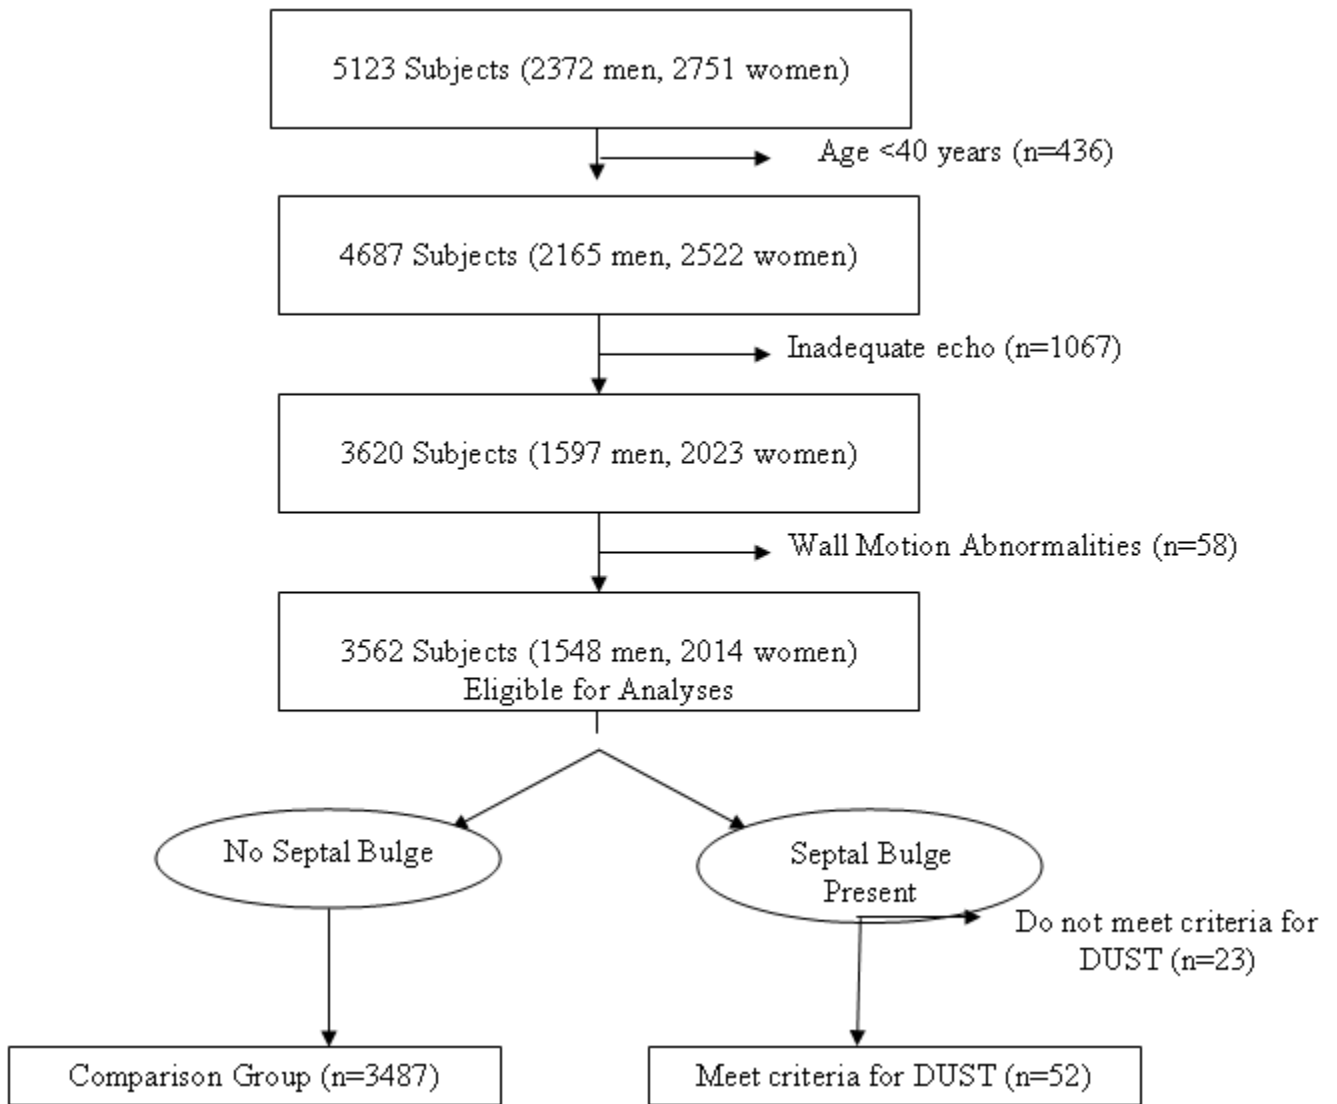 5123 Subjects (2372 men, 2751 women)
Age <40 years (n=436)
4687 Subjects (2165 men, 2522 women)
Inadequate echo (n=1067)
3620 Subjects (1597 men, 2023 women)
Wall Motion Abnormalities (n=58)
3562 Subjects (1548 men, 2014 women)
Eligible for Analyses
No Septal Bulge
Septal Bulge
Present
Do not meet criteria for
DUST (n=23)
Comparison Group (n=3487)
Meet criteria for DUST (n=52)